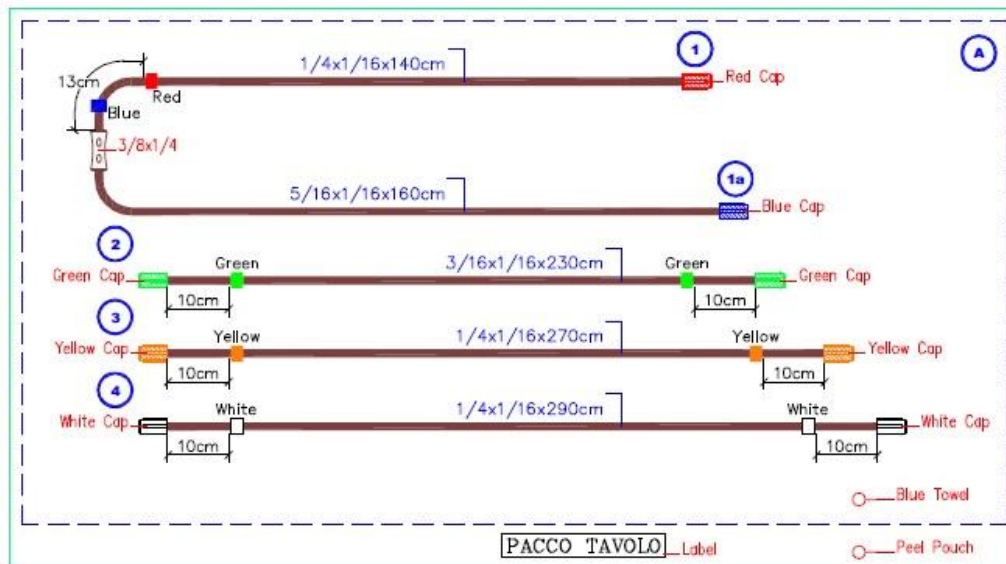 1
A
1/4x1/16x140cm
Red Cap
13cm
Red
Blue
3/8x1/4
1a
5/16x1/16x160cm
Blue Cap
2
Green
3/16x1/16x230cm
Green
Green Cap
Green Cap
10cm
10cm
3
Yellow
1/4x1/16x270cm
Yellow
Yellow Cap
Yellow Cap
10cm
10cm
4
White
1/4x1/16x290cm
White
White Cap
White Cap
10cm
10cm
Blue Towel
PACCO TAVOLO
Label
Peel Pouch